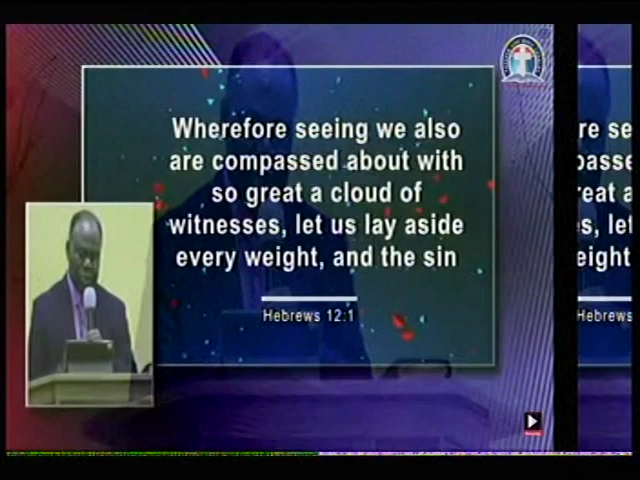 Wherefore seeing we also
are compassed about with
so great a cloud of
witnesses, let us lay aside
every weight, and the sin
Hebrews 12:1
re se
passe
reat a
s, let
eight
Hebrews